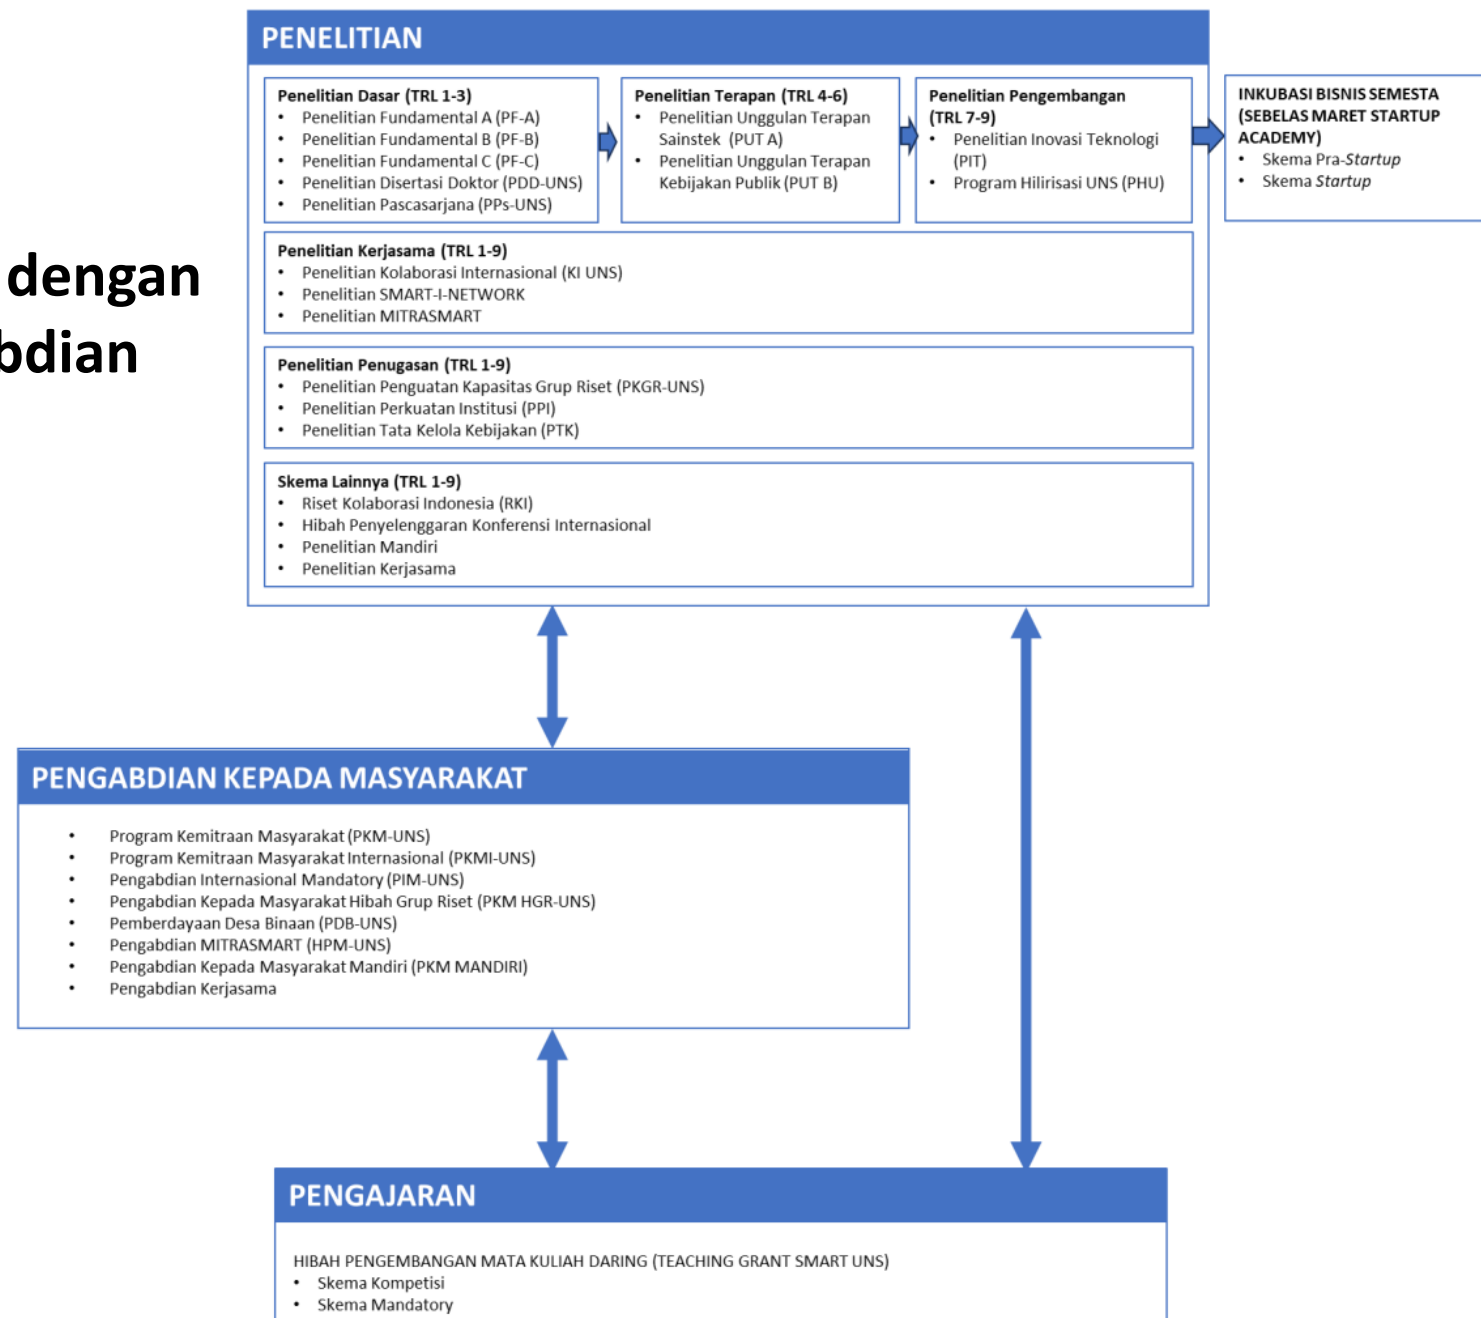 dengan
PENELITIAN
Penelitian Dasar (TRL 1-3)
• Penelitian Fundamental A (PF-A)
• Penelitian Fundamental B (PF-B)
• Penelitian Fundamental C (PF-C)
• Penelitian Disertasi Doktor (PDD-UNS)
• Penelitian Pascasarjana (PPs-UNS)
Penelitian Terapan (TRL 4-6)
• Penelitian Unggulan Terapan
Sainstek (PUT A)
• Penelitian Unggulan Terapan
Kebijakan Publik (PUT B)
Penelitian Pengembangan
(TRL 7-9)
• Penelitian Inovasi Teknologi
(PIT)
• Program Hilirisasi UNS (PHU)
INKUBASI BISNIS SEMESTA
(SEBELAS MARET STARTUP
ACADEMY)
• Skema Pra-Startup
• Skema Startup
Penelitian Kerjasama (TRL 1-9)
• Penelitian Kolaborasi Internasional (KI UNS)
• Penelitian SMART-I-NETWORK
• Penelitian MITRASMART
Penelitian Penugasan (TRL 1-9)
• Penelitian Penguatan Kapasitas Grup Riset (PKGR-UNS)
• Penelitian Perkuatan Institusi (PPI)
• Penelitian Tata Kelola Kebijakan (PTK)
Skema Lainnya (TRL 1-9)
• Riset Kolaborasi Indonesia (RKI)
• Hibah Penyelenggaran Konferensi Internasional
• Penelitian Mandiri
• Penelitian Kerjasama
PENGABDIAN KEPADA MASYARAKAT
• Program Kemitraan Masyarakat (PKM-UNS)
• Program Kemitraan Masyarakat Internasional (PKMI-UNS)
• Pengabdian Internasional Mandatory (PIM-UNS)
• Pengabdian Kepada Masyarakat Hibah Grup Riset (PKM HGR-UNS)
• Pemberdayaan Desa Binaan (PDB-UNS)
• Pengabdian MITRASMART (HPM-UNS)
• Pengabdian Kepada Masyarakat Mandiri (PKM MANDIRI)
• Pengabdian Kerjasama
PENGAJARAN
HIBAH PENGEMBANGAN MATA KULIAH DARING (TEACHING GRANT SMART UNS)
• Skema Kompetisi
• Skema Mandatory